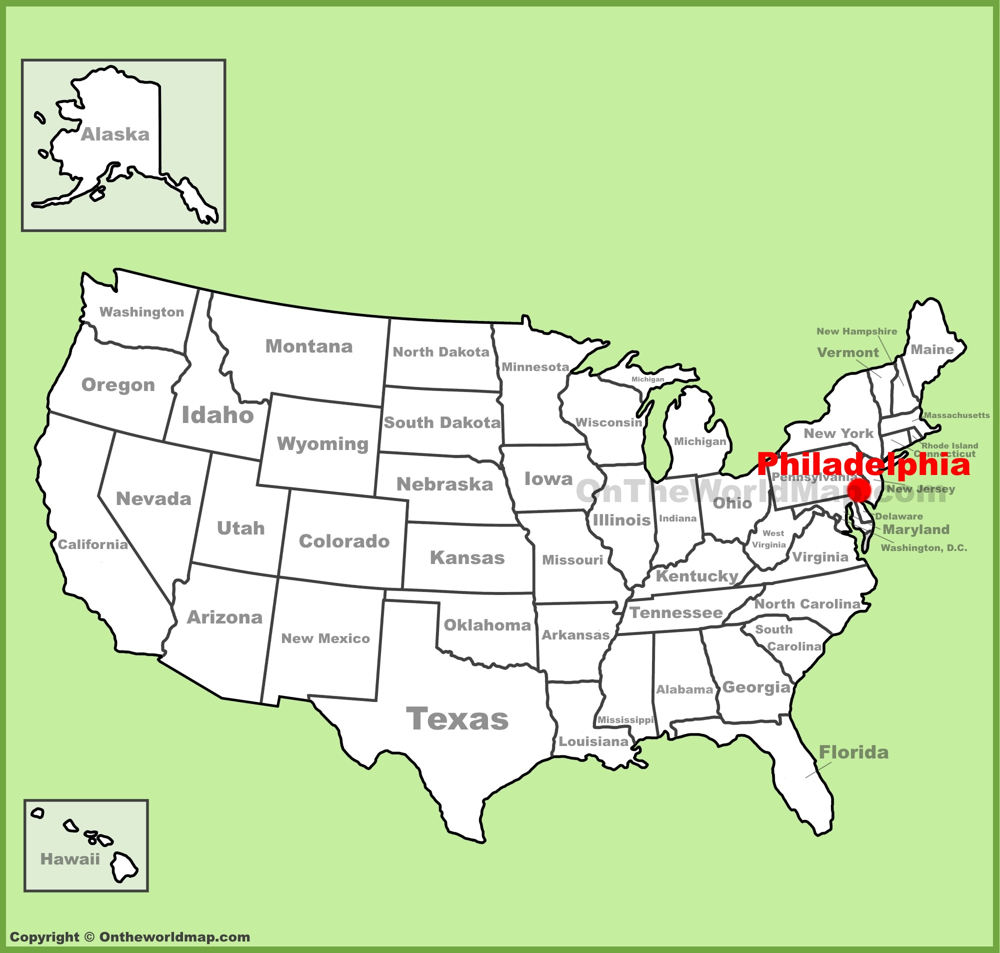 Alaska
Washington
Montana
North Dakota
Minnesota
Michigan
New Hampshire
Vermont
Maine
Oregon
Idaho
Wyoming
South Dakota
Wisconsin
Michigan
New York
Massachusetts
Rhode Island
Connecticut
Philadelphia
Pennsylvania
New Jersey
OnTheWorldMap.com
Nevada
Nebraska
Iowa
Ohio
Illinois
Indiana
Delaware
Maryland
Washington, D.C.
Utah
Colorado
California
Kansas
Missouri
West
Virginia
Virginia
Kentucky
Arizona
New Mexico
Oklahoma
Arkansas
Tennessee
North Carolina
South
Carolina
Texas
Louisiana
Mississippi
Alabama
Georgia
Florida
Hawaii
Copyright © Ontheworldmap.com